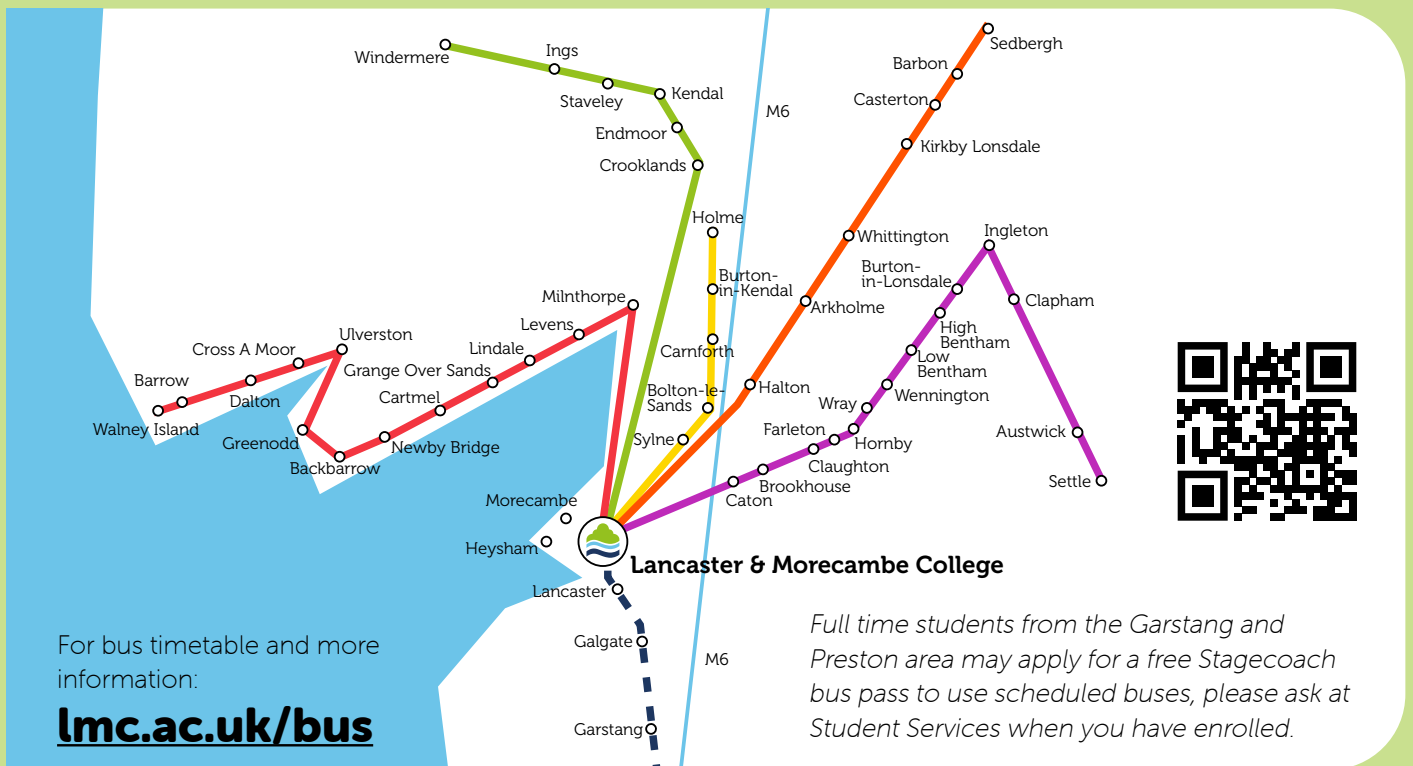 Windermere
Ings
Staveley
Kendal
Endmoor
Crooklands
M6
Sedbergh
Barbon
Casterton
Kirkby Lonsdale
Whittington
Arkholme
Halton
Holme
Burton-
in-Kendal
Carnforth
Bolton-le-
Sands
Sylne
Ingleton
Burton-
in-Lonsdale
Clapham
High
Bentham
Low
Bentham
Wennington
Wray
Hornby
Farleton
Claughton
Brookhouse
Caton
Austwick
Settle
Milnthorpe
Levens
Lindale
Grange Over Sands
Cartmel
Newby Bridge
Backbarrow
Greenodd
Ulverston
Cross A Moor
Dalton
Barrow
Walney Island
Morecambe
Heysham
Lancaster & Morecambe College
Lancaster
Galgate
M6
Garstang
For bus timetable and more
information:
lmc.ac.uk/bus
Full time students from the Garstang and
Preston area may apply for a free Stagecoach
bus pass to use scheduled buses, please ask at
Student Services when you have enrolled.